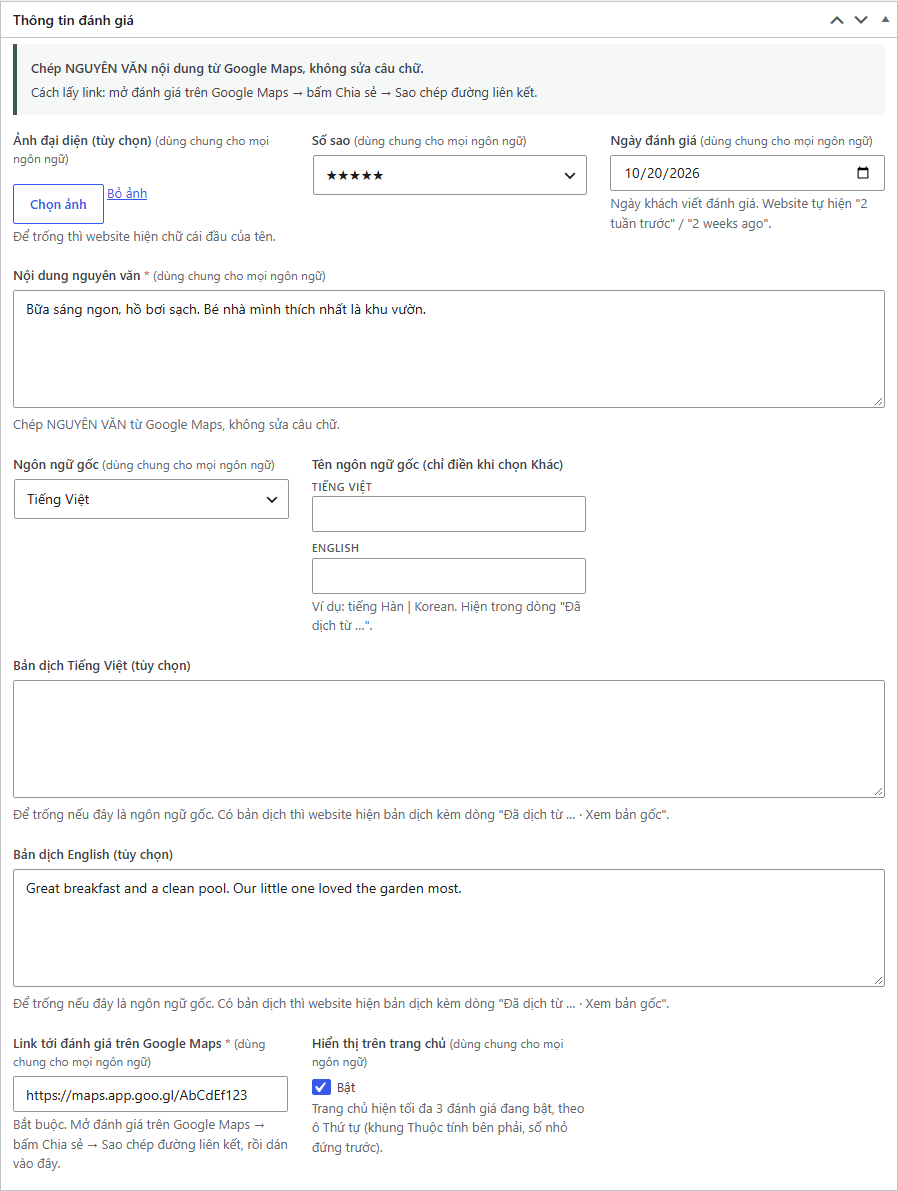 Thông tin đánh giá
Chép NGUYÊN VĂN nội dung từ Google Maps, không sửa câu chữ.
Cách lấy link: mở đánh giá trên Google Maps → bấm Chia sẻ → Sao chép đường liên kết.
Ảnh đại diện (tùy chọn) (dùng chung cho mọi
ngôn ngữ)
Chọn ảnh
Bỏ ảnh
Để trống thì website hiện chữ cái đầu của tên.
Số sao (dùng chung cho mọi ngôn ngữ)
★★★★★
Ngày đánh giá (dùng chung cho mọi ngôn ngữ)
10/20/2026
Ngày khách viết đánh giá. Website tự hiện "2
tuần trước" / "2 weeks ago".
Nội dung nguyên văn * (dùng chung cho mọi ngôn ngữ)
Bữa sáng ngon, hồ bơi sạch. Bé nhà mình thích nhất là khu vườn.
Chép NGUYÊN VĂN từ Google Maps, không sửa câu chữ.
Ngôn ngữ gốc (dùng chung cho mọi ngôn ngữ)
Tiếng Việt
Tên ngôn ngữ gốc (chỉ điền khi chọn Khác)
TIẾNG VIỆT
ENGLISH
Ví dụ: tiếng Hàn | Korean. Hiện trong dòng "Đã
dịch từ ...".
Bản dịch Tiếng Việt (tùy chọn)
Để trống nếu đây là ngôn ngữ gốc. Có bản dịch thì website hiện bản dịch kèm dòng "Đã dịch từ ... · Xem bản gốc".
Bản dịch English (tùy chọn)
Great breakfast and a clean pool. Our little one loved the garden most.
Để trống nếu đây là ngôn ngữ gốc. Có bản dịch thì website hiện bản dịch kèm dòng "Đã dịch từ ... · Xem bản gốc".
Link tới đánh giá trên Google Maps * (dùng
chung cho mọi ngôn ngữ)
https://maps.app.goo.gl/AbCdEf123
Bắt buộc. Mở đánh giá trên Google Maps →
bấm Chia sẻ → Sao chép đường liên kết, rồi dán
vào đây.
Hiển thị trên trang chủ (dùng chung cho mọi
ngôn ngữ)
Bật
Trang chủ hiện tối đa 3 đánh giá đang bật, theo
ô Thứ tự (khung Thuộc tính bên phải, số nhỏ
đứng trước).